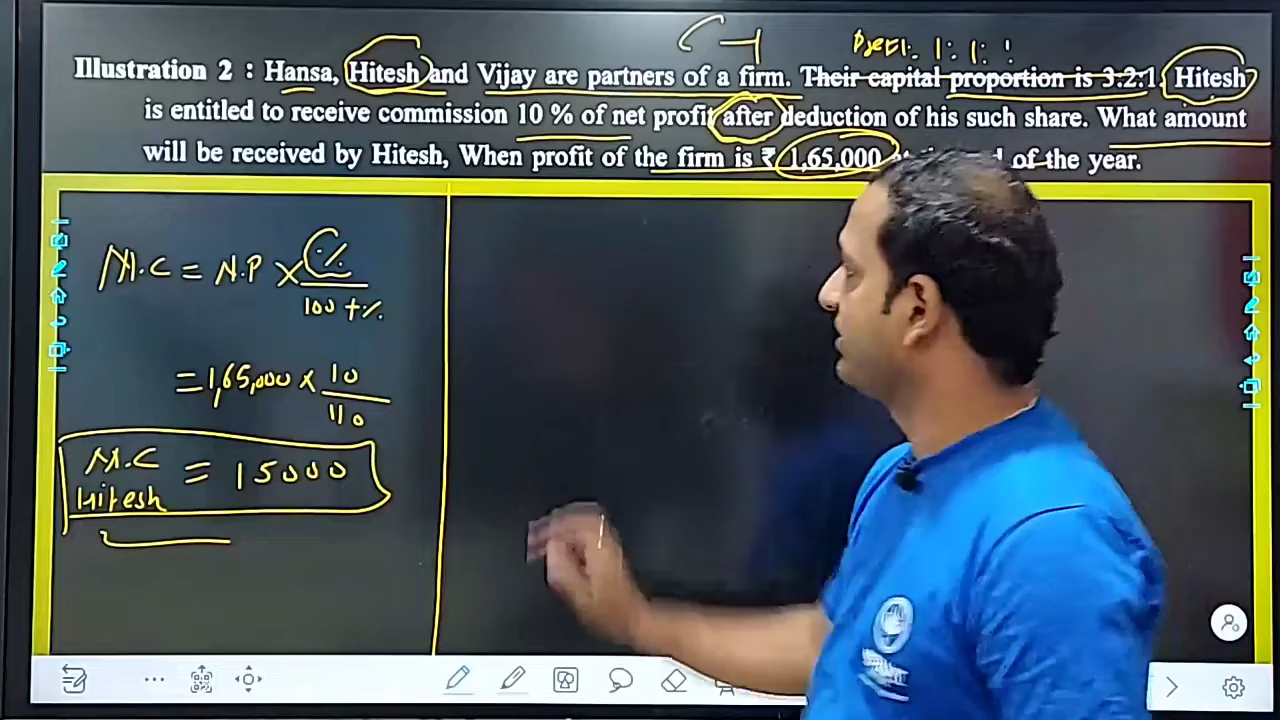 C
Prof: 1:1:1
Illustration 2 : Hansa, Hitesh and Vijay are partners of a firm. Their capital proportion is 3:2:1. Hitesh
is entitled to receive commission 10 % of net profit after deduction of his such share. What amount
will be received by Hitesh, When profit of the firm is ₹ 1,65,000 at of the year.
M.C = N.P × C.%
100 + %
= 1,65,000 × 10
110
M.C
Hitesh = 15000